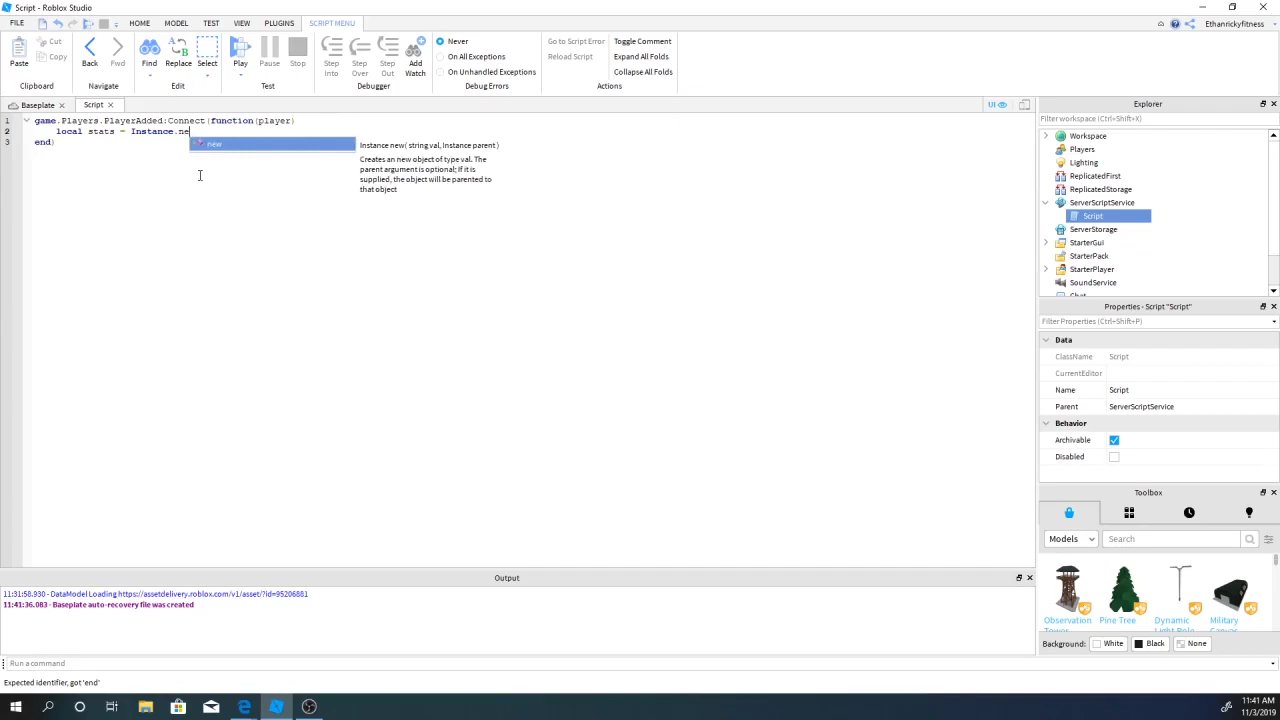 Script - Roblox Studio
FILE HOME MODEL TEST VIEW PLUGINS SCRIPT MENU Ethanrickyfitness
Paste Cut Copy Back Fwd Find Replace Select Play Pause Stop Step Into Step Over Step Out Add Watch
Never
On All Exceptions
On Unhandled Exceptions
Go to Script Error
Reload Script
Toggle Comment
Expand All Folds
Collapse All Folds
Clipboard Navigate Edit Test Debugger Debug Errors Actions
Baseplate Script UI
1 game.Players.PlayerAdded:Connect(function(player)
2 local stats = Instance.ne
3 end)
new
Instance new( string val, Instance parent )
Creates an new object of type val. The
parent argument is optional; If it is
supplied, the object will be parented to
that object
Explorer
Filter workspace (Ctrl+Shift+X)
Workspace
Players
Lighting
ReplicatedFirst
ReplicatedStorage
ServerScriptService
Script
ServerStorage
StarterGui
StarterPack
StarterPlayer
SoundService
Chat
Properties - Script "Script"
Filter Properties (Ctrl+Shift+P)
Data
ClassName Script
CurrentEditor
Name Script
Parent ServerScriptService
Behavior
Archivable
Disabled
Toolbox
Models Search
Observation Tower
Pine Tree
Dynamic Light Pole
Military Canvas
Background: White Black None
Output
11:31:58.930 - DataModel Loading https://assetdelivery.roblox.com/v1/asset/?id=95206881
11:41:36.083 - Baseplate auto-recovery file was created
Run a command
Expected identifier, got 'end'
11:41 AM
11/3/2019